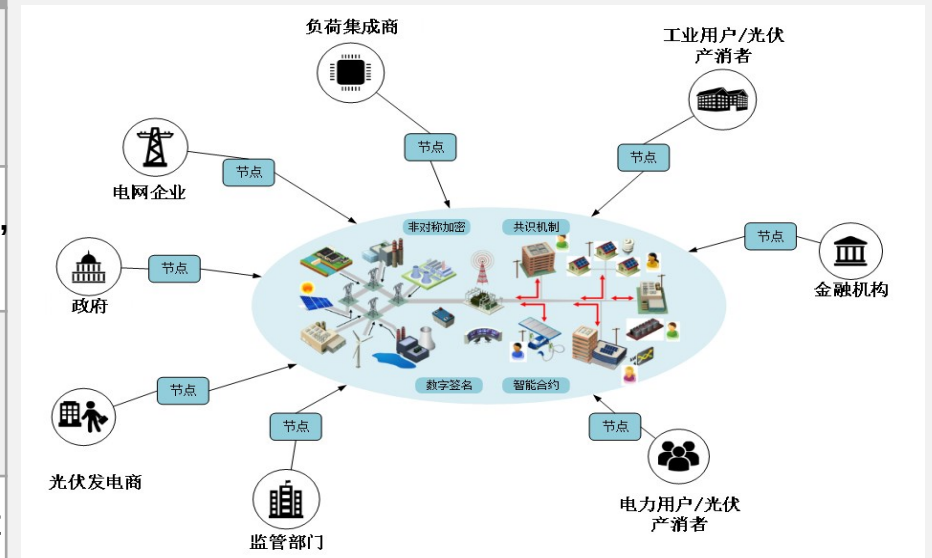 负荷集成商
工业用户/光伏
产消者
节点
节点
电网企业
节点
非对称加密
共识机制
节点
金融机构
政府
节点
数字签名
智能合约
节点
光伏发电商
节点
监管部门
节点
电力用户/光伏
产消者